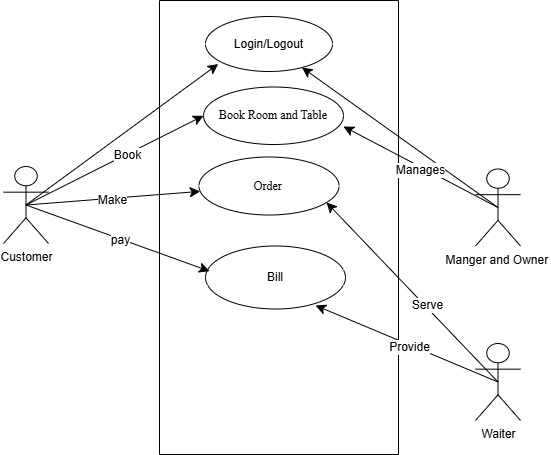 Login/Logout
Book Room and Table
Book
Manages
Order
Make
Customer
pay
Manger and Owner
Bill
Serve
Provide
Waiter